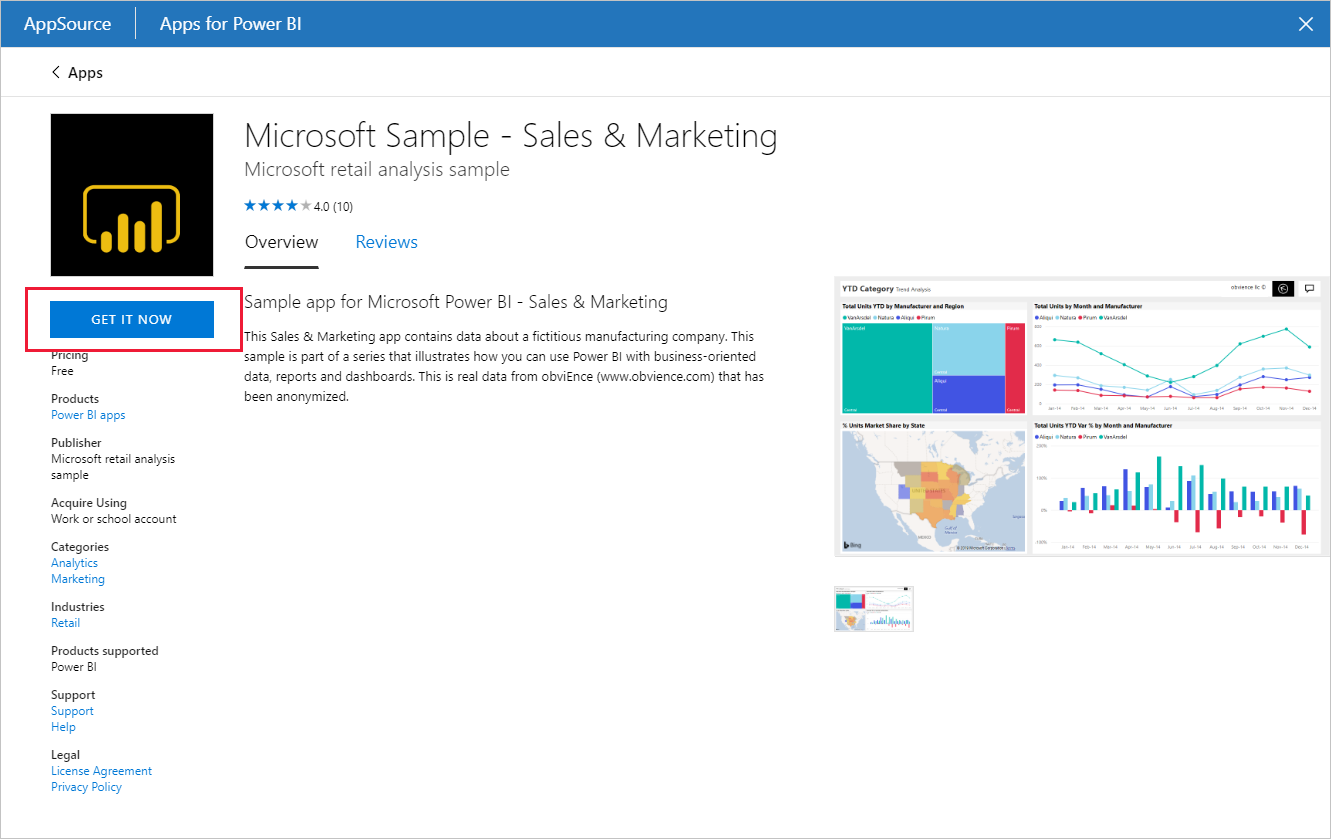 AppSource
Apps for Power BI
Apps
Microsoft Sample - Sales & Marketing
Microsoft retail analysis sample
4.0 (10)
Overview
Reviews
GET IT NOW
Pricing
Free
Products
Power BI apps
Publisher
Microsoft retail analysis
sample
Acquire Using
Work or school account
Categories
Analytics
Marketing
Industries
Retail
Products supported
Power BI
Support
Support
Help
Legal
License Agreement
Privacy Policy
Sample app for Microsoft Power BI - Sales & Marketing
This Sales & Marketing app contains data about a fictitious manufacturing company. This
sample is part of a series that illustrates how you can use Power BI with business-oriented
data, reports and dashboards. This is real data from obviEnce (www.obvience.com) that has
been anonymized.
YTD Category Trend Analysis
obvience llc ©
Total Units YTD by Manufacturer and Region
VanArsdel Natura Aliqui Pirum
VanArsdel
Natura
Pirum
Central
Aliqui
Central
Central
Central
Total Units by Month and Manufacturer
Aliqui Natura Pirum VanArsdel
800
600
400
200
0
Jan-14 Feb-14 Mar-14 Apr-14 May-14 Jun-14 Jul-14 Aug-14 Sep-14 Oct-14 Nov-14 Dec-14
% Units Market Share by State
UNITED STATES
MEXICO
Gulf of
Mexico
Bing
Total Units YTD Var % by Month and Manufacturer
Aliqui Natura Pirum VanArsdel
200%
100%
0%
-100%
Jan-14 Feb-14 Mar-14 Apr-14 May-14 Jun-14 Jul-14 Aug-14 Sep-14 Oct-14 Nov-14 Dec-14